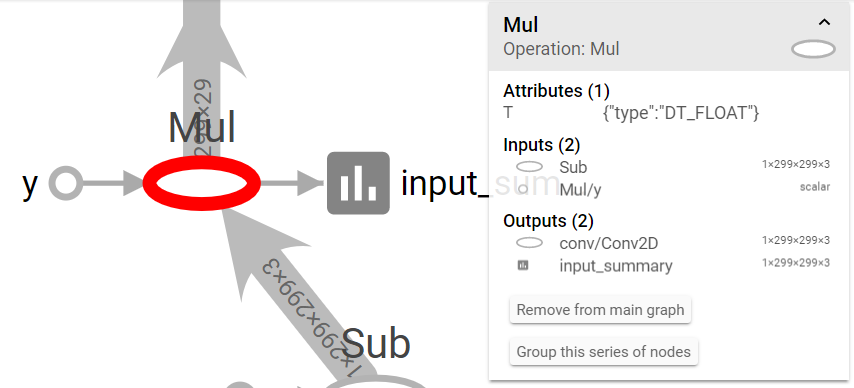 299×29
Mul
y
input_sum
1×299×299×3
Sub
Mul
Operation: Mul
Attributes (1)
T {"type":"DT_FLOAT"}
Inputs (2)
Sub 1×299×299×3
Mul/y scalar
Outputs (2)
conv/Conv2D 1×299×299×3
input_summary 1×299×299×3
Remove from main graph
Group this series of nodes